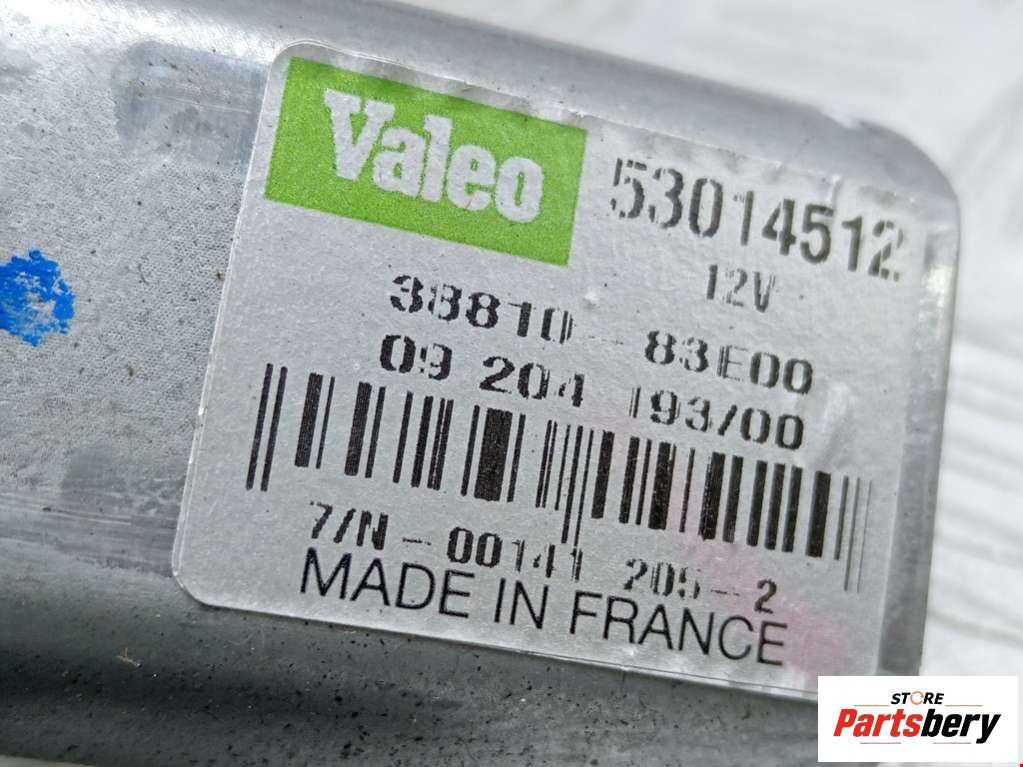 Valeo
53014512
12V
38810-83E00
09 204 193/00
7/N-00141 205-2
MADE IN FRANCE
STORE
Partsbery